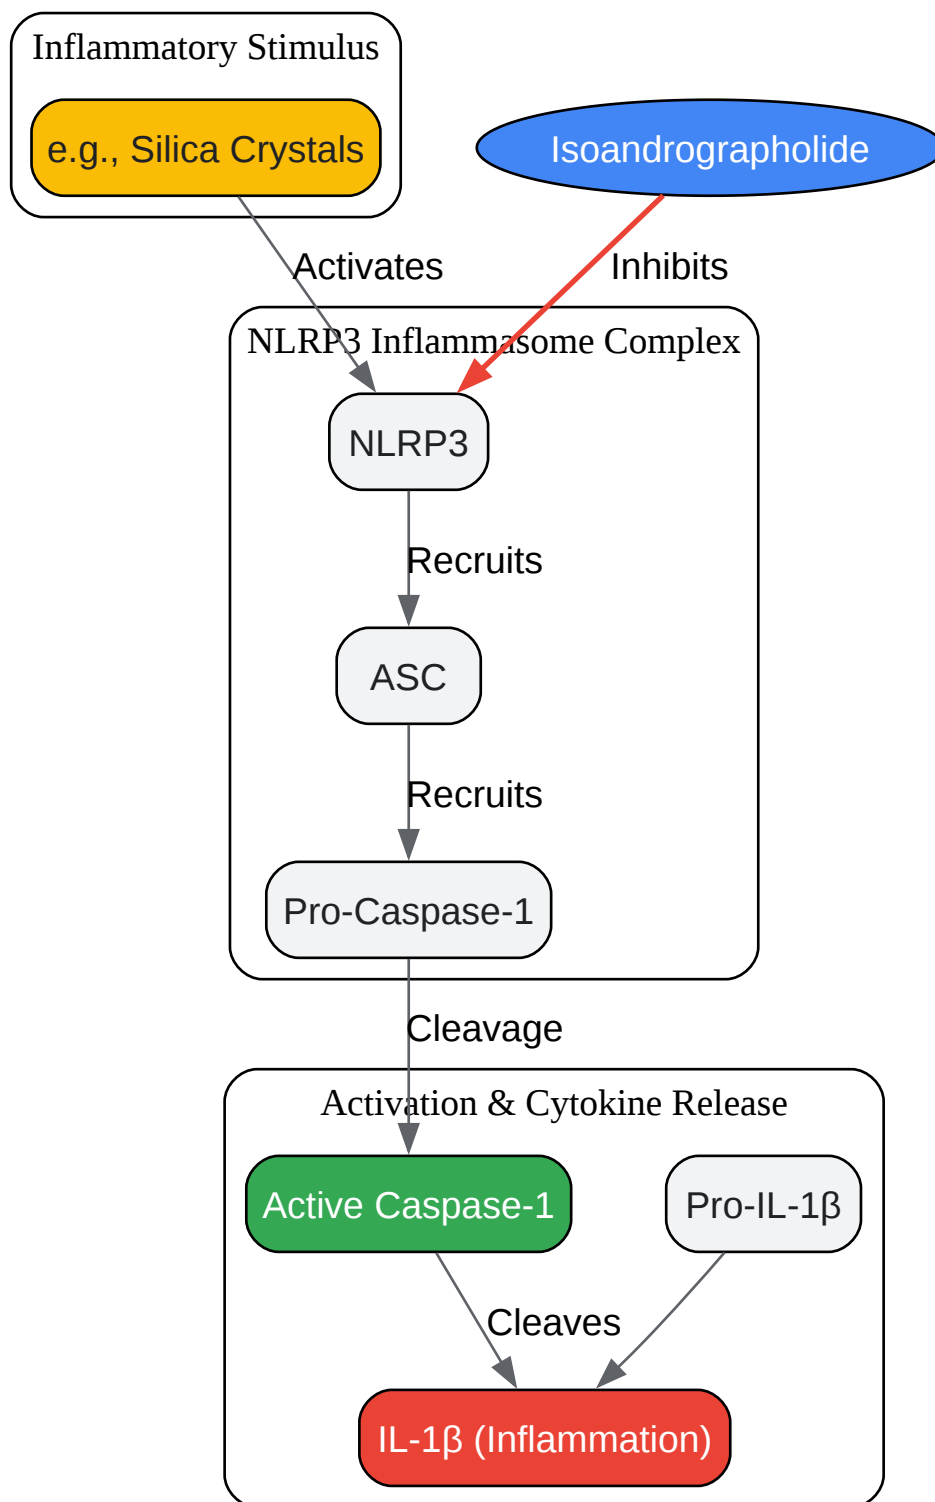 Inflammatory Stimulus
e.g., Silica Crystals
Isoandrographolide
Activates
Inhibits
NLRP3 Inflammasome Complex
NLRP3
Recruits
ASC
Recruits
Pro-Caspase-1
Cleavage
Activation & Cytokine Release
Active Caspase-1
Pro-IL-1β
Cleaves
IL-1β (Inflammation)